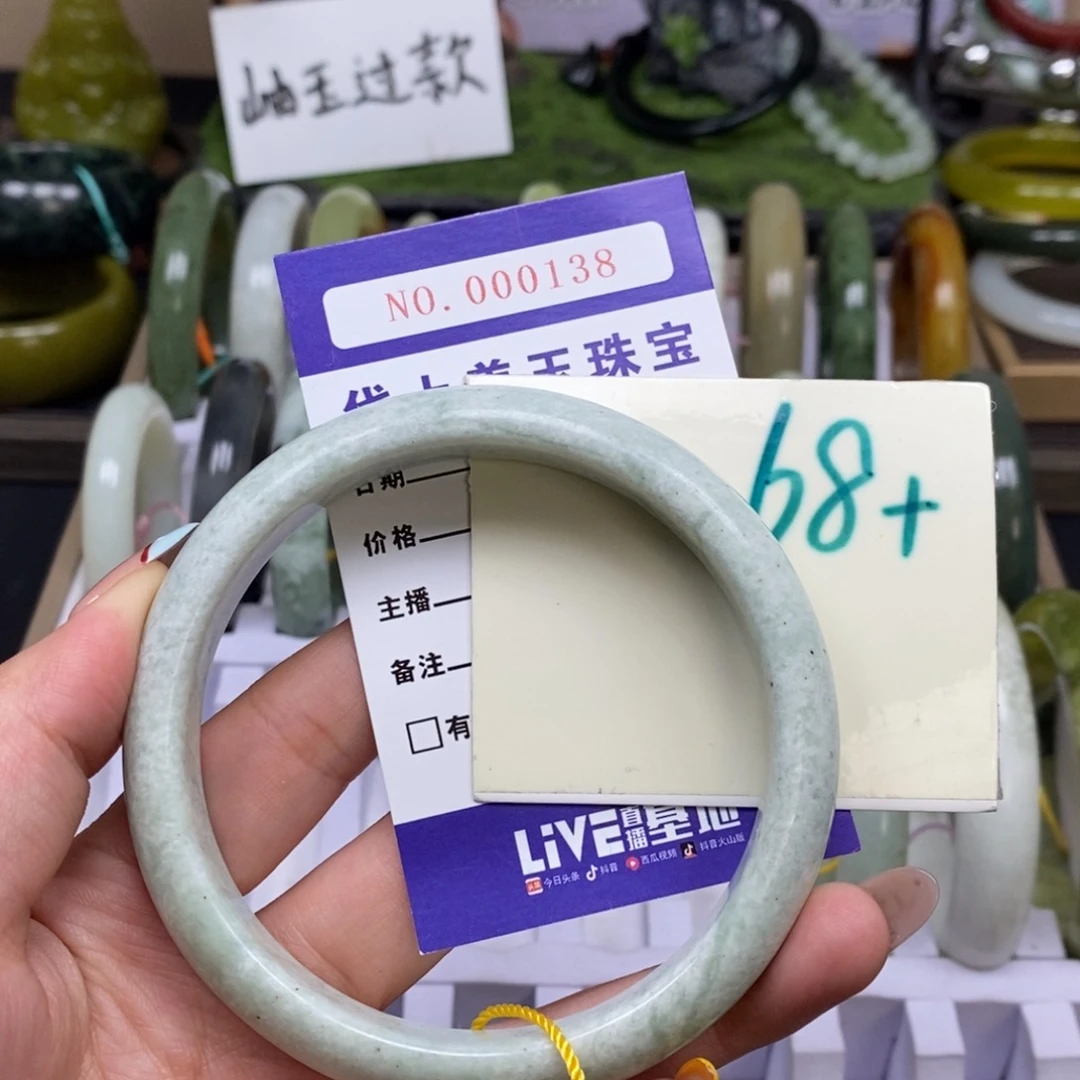 岫玉过款
NO.000138
玉珠宝
68+
日期
价格
主播
备注
有
LiVE直播基地
今日头条 抖音 西瓜视频 抖音火山版